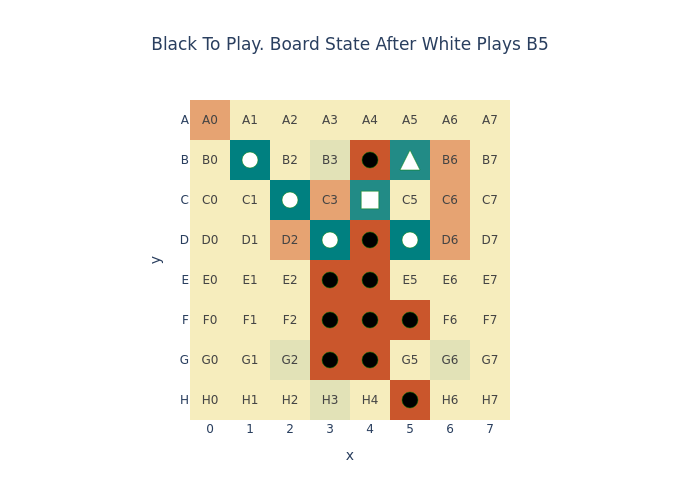 Black To Play. Board State After White Plays B5
A A0 A1 A2 A3 A4 A5 A6 A7
B B0 B2 B3 B6 B7
C C0 C1 C3 C5 C6 C7
D D0 D1 D2 D6 D7
E E0 E1 E2 E5 E6 E7
F F0 F1 F2 F6 F7
G G0 G1 G2 G5 G6 G7
H H0 H1 H2 H3 H4 H6 H7
0 1 2 3 4 5 6 7
x
y